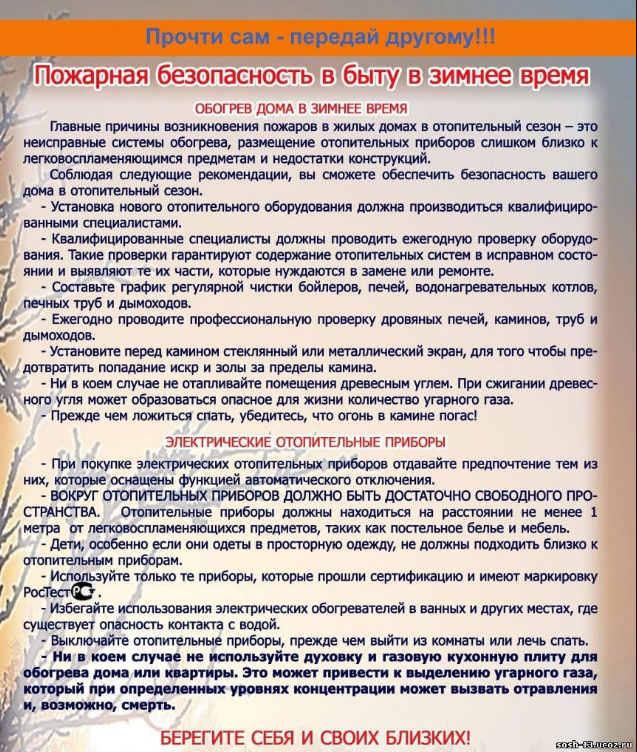 Прочти сам - передай другому!!!
Пожарная безопасность в быту в зимнее время
ОБОГРЕВ ДОМА В ЗИМНЕЕ ВРЕМЯ
Главные причины возникновения пожаров в жилых домах в отопительный сезон – это
неисправные системы обогрева, размещение отопительных приборов слишком близко к
легковоспламеняющимся предметам и недостатки конструкций.
Соблюдая следующие рекомендации, вы сможете обеспечить безопасность вашего
дома в отопительный сезон.
- Установка нового отопительного оборудования должна производиться квалифициро-
ванными специалистами.
- Квалифицированные специалисты должны проводить ежегодную проверку оборудо-
вания. Такие проверки гарантируют содержание отопительных систем в исправном состо-
янии и выявляют те их части, которые нуждаются в замене или ремонте.
- Составьте график регулярной чистки бойлеров, печей, водонагревательных котлов,
печных труб и дымоходов.
- Ежегодно проводите профессиональную проверку дровяных печей, каминов, труб и
дымоходов.
- Установите перед камином стеклянный или металлический экран, для того чтобы пре-
дотвратить попадание искр и золы за пределы камина.
- Ни в коем случае не отапливайте помещения древесным углем. При сжигании древес-
ного угля может образоваться опасное для жизни количество угарного газа.
- Прежде чем ложиться спать, убедитесь, что огонь в камине погас!
ЭЛЕКТРИЧЕСКИЕ ОТОПИТЕЛЬНЫЕ ПРИБОРЫ
- При покупке электрических отопительных приборов отдавайте предпочтение тем из
них, которые оснащены функцией автоматического отключения.
- ВОКРУГ ОТОПИТЕЛЬНЫХ ПРИБОРОВ ДОЛЖНО БЫТЬ ДОСТАТОЧНО СВОБОДНОГО ПРО-
СТРАНСТВА. Отопительные приборы должны находиться на расстоянии не менее 1
метра от легковоспламеняющихся предметов, таких как постельное белье и мебель.
- Дети, особенно если они одеты в просторную одежду, не должны подходить близко к
отопительным приборам.
- Используйте только те приборы, которые прошли сертификацию и имеют маркировку
РосТест РС .
- Избегайте использования электрических обогревателей в ванных и других местах, где
существует опасность контакта с водой.
- Выключайте отопительные приборы, прежде чем выйти из комнаты или лечь спать.
- Ни в коем случае не используйте духовку и газовую кухонную плиту для
обогрева дома или квартиры. Это может привести к выделению угарного газа,
который при определенных уровнях концентрации может вызвать отравления
и, возможно, смерть.
БЕРЕГИТЕ СЕБЯ И СВОИХ БЛИЗКИХ!
sosh-13.ucoz.ru